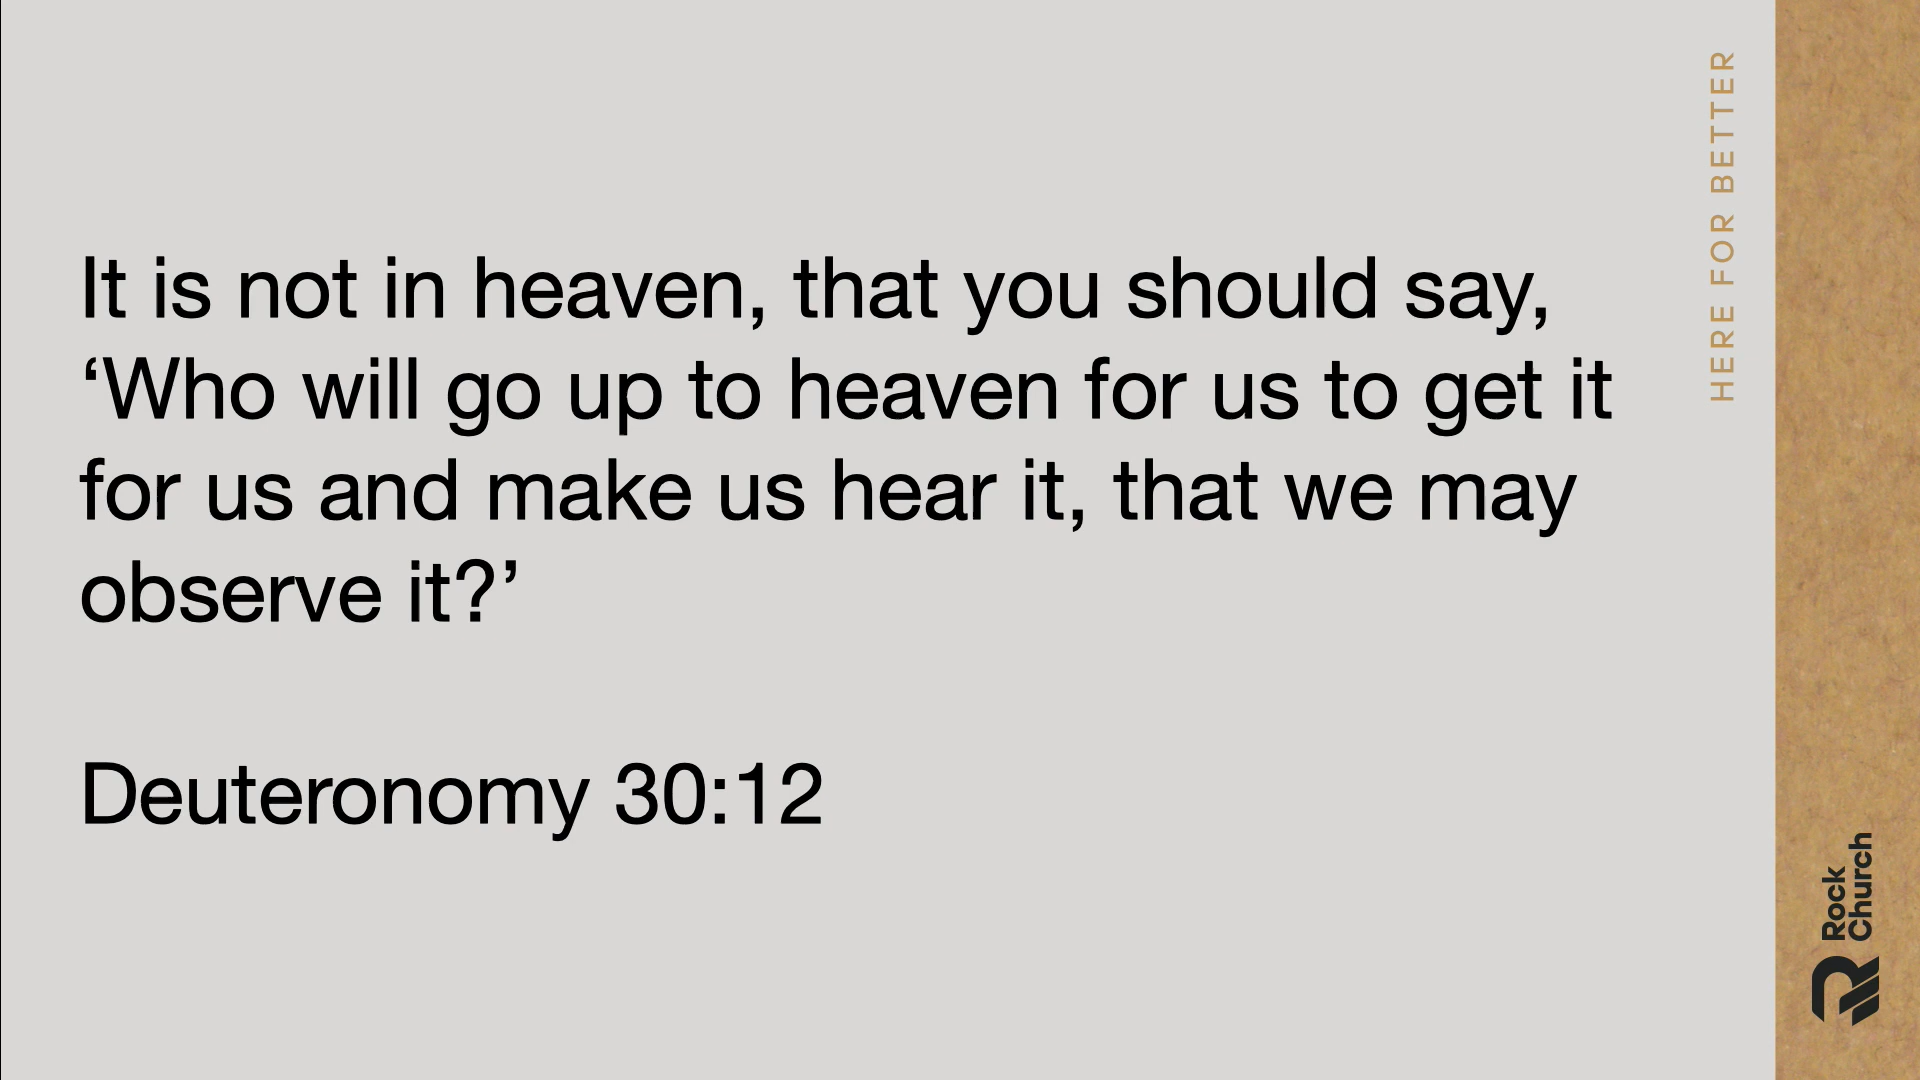 It is not in heaven, that you should say,
‘Who will go up to heaven for us to get it
for us and make us hear it, that we may
observe it?’
Deuteronomy 30:12
HERE FOR BETTER
Rock
Church